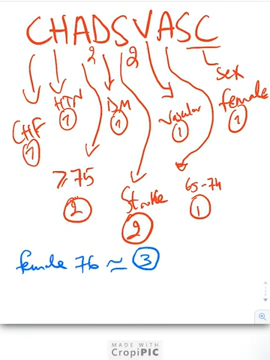 CHADSVASC
2 2
CHF HTN DM Vascular sex female
1 1 1 1 1
≥75 Stroke 65-74
2 2 1
female 76 ≃ 3
MADE WITH
CropiPIC